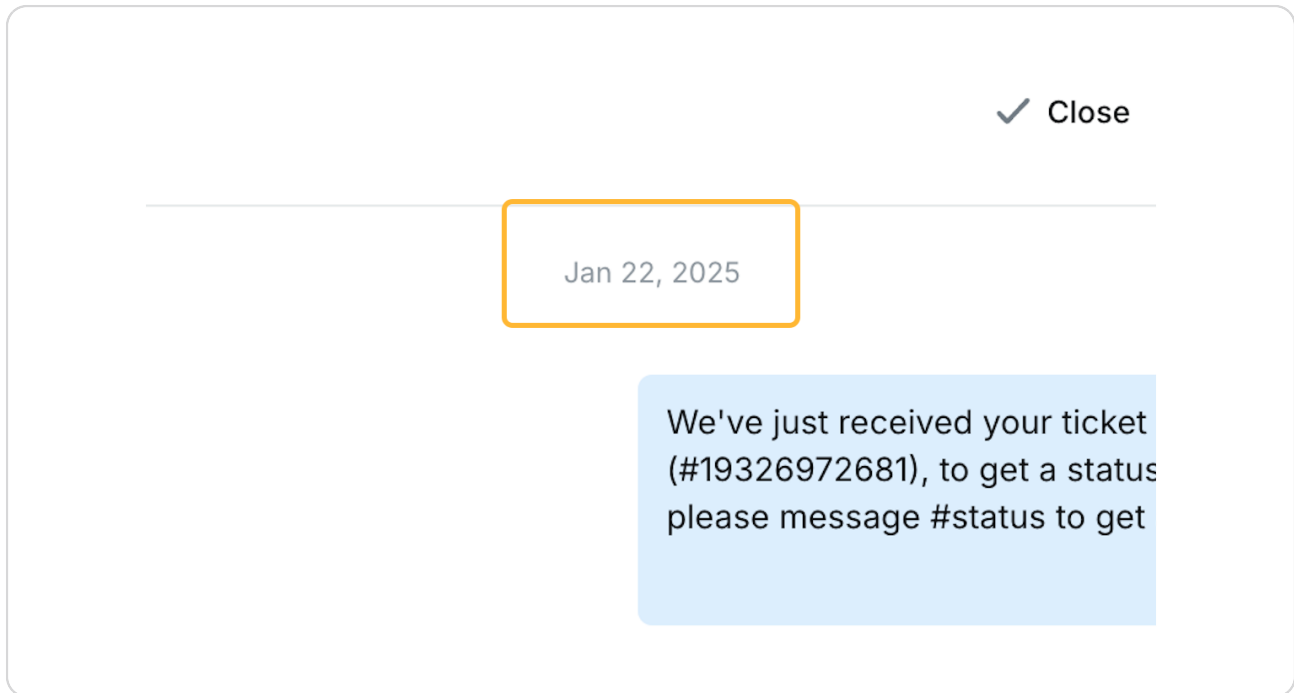 Close
Jan 22, 2025
We've just received your ticket
(#19326972681), to get a status
please message #status to get